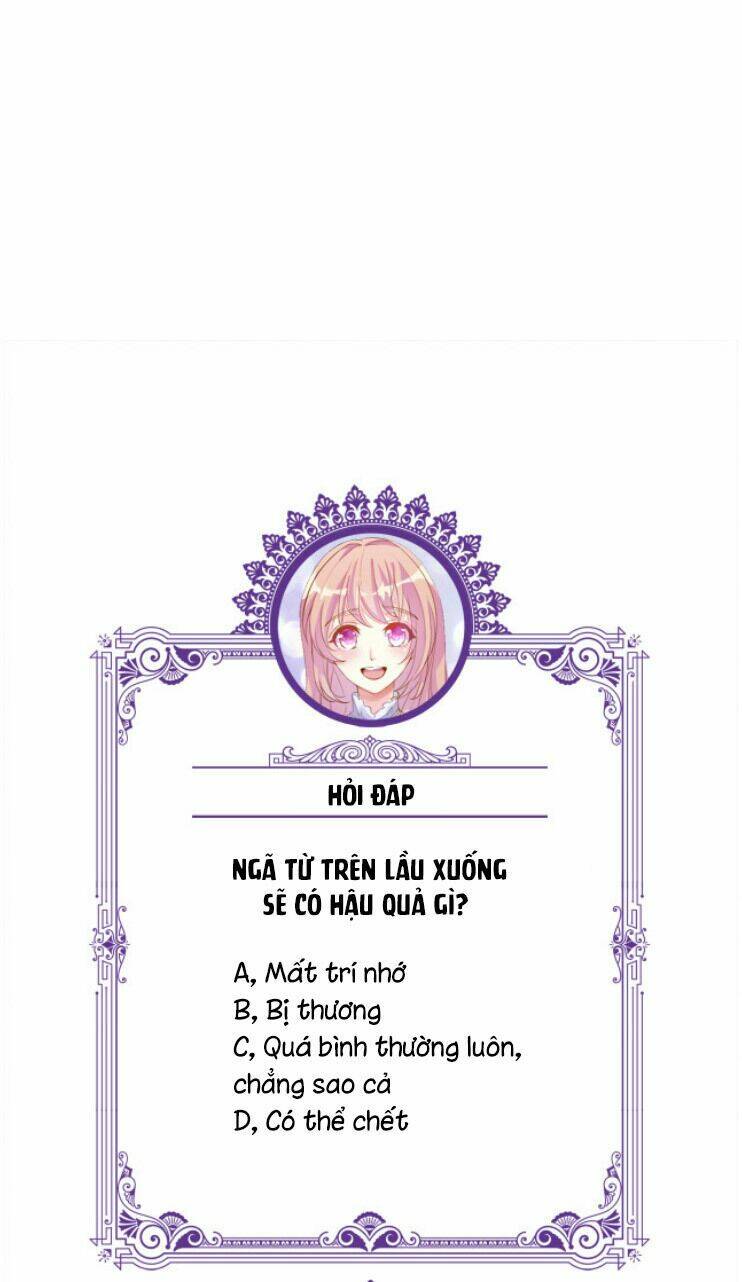 HỎI ĐÁP
NGÃ TỪ TRÊN LẦU XUỐNG
SẼ CÓ HẬU QUẢ GÌ?
A, Mất trí nhớ
B, Bị thương
C, Quá bình thường luôn,
chẳng sao cả
D, Có thể chết